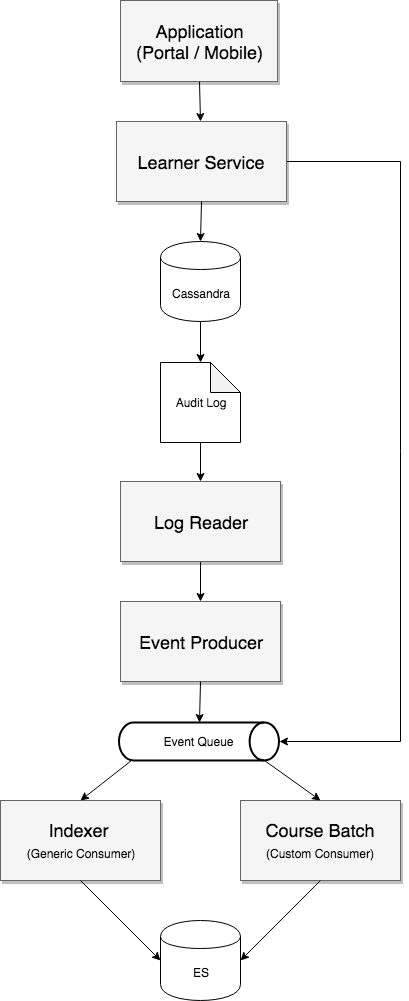 Application
(Portal / Mobile)
Learner Service
Cassandra
Audit Log
Log Reader
Event Producer
Event Queue
Indexer
(Generic Consumer)
Course Batch
(Custom Consumer)
ES